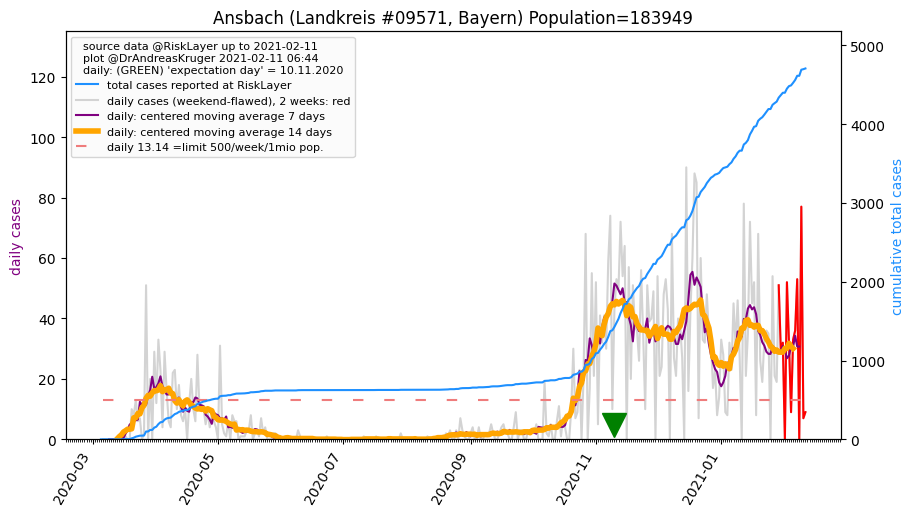 Ansbach (Landkreis #09571, Bayern) Population=183949
source data @RiskLayer up to 2021-02-11
plot @DrAndreasKruger 2021-02-11 06:44
daily: (GREEN) 'expectation day' = 10.11.2020
total cases reported at RiskLayer
daily cases (weekend-flawed), 2 weeks: red
daily: centered moving average 7 days
daily: centered moving average 14 days
daily 13.14 =limit 500/week/1mio pop.
daily cases
120
100
80
60
40
20
0
5000
4000
3000
2000
1000
0
cumulative total cases
2020-03
2020-05
2020-07
2020-09
2020-11
2021-01